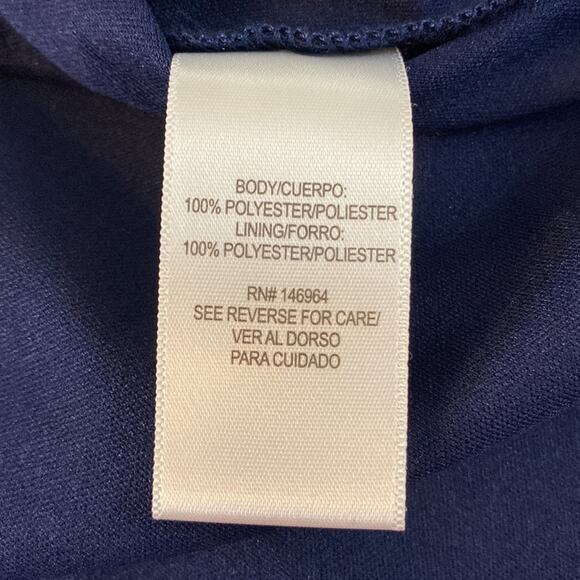 BODY/CUERPO:
100% POLYESTER/POLIESTER
LINING/FORRO:
100% POLYESTER/POLIESTER
RN# 146964
SEE REVERSE FOR CARE/
VER AL DORSO
PARA CUIDADO